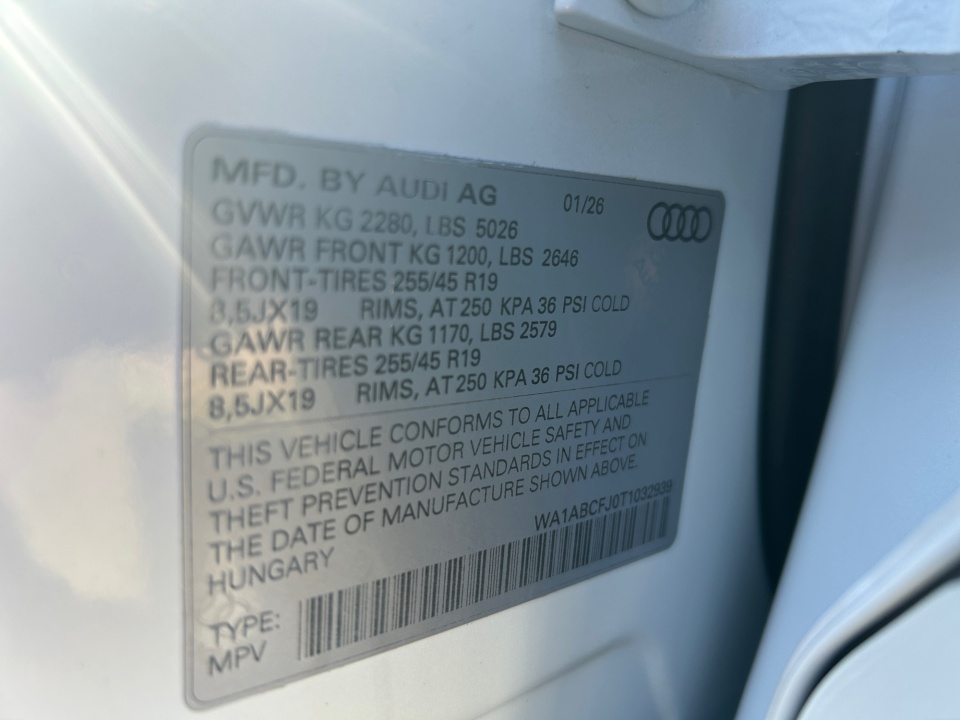 MFD. BY AUDI AG 01/26
GVWR KG 2280, LBS 5026
GAWR FRONT KG 1200, LBS 2646
FRONT-TIRES 255/45 R19
8,5JX19 RIMS, AT 250 KPA 36 PSI COLD
GAWR REAR KG 1170, LBS 2579
REAR-TIRES 255/45 R19
8,5JX19 RIMS, AT 250 KPA 36 PSI COLD
THIS VEHICLE CONFORMS TO ALL APPLICABLE
U.S. FEDERAL MOTOR VEHICLE SAFETY AND
THEFT PREVENTION STANDARDS IN EFFECT ON
THE DATE OF MANUFACTURE SHOWN ABOVE.
HUNGARY WA1ABCFJ0T1032939
TYPE:
MPV